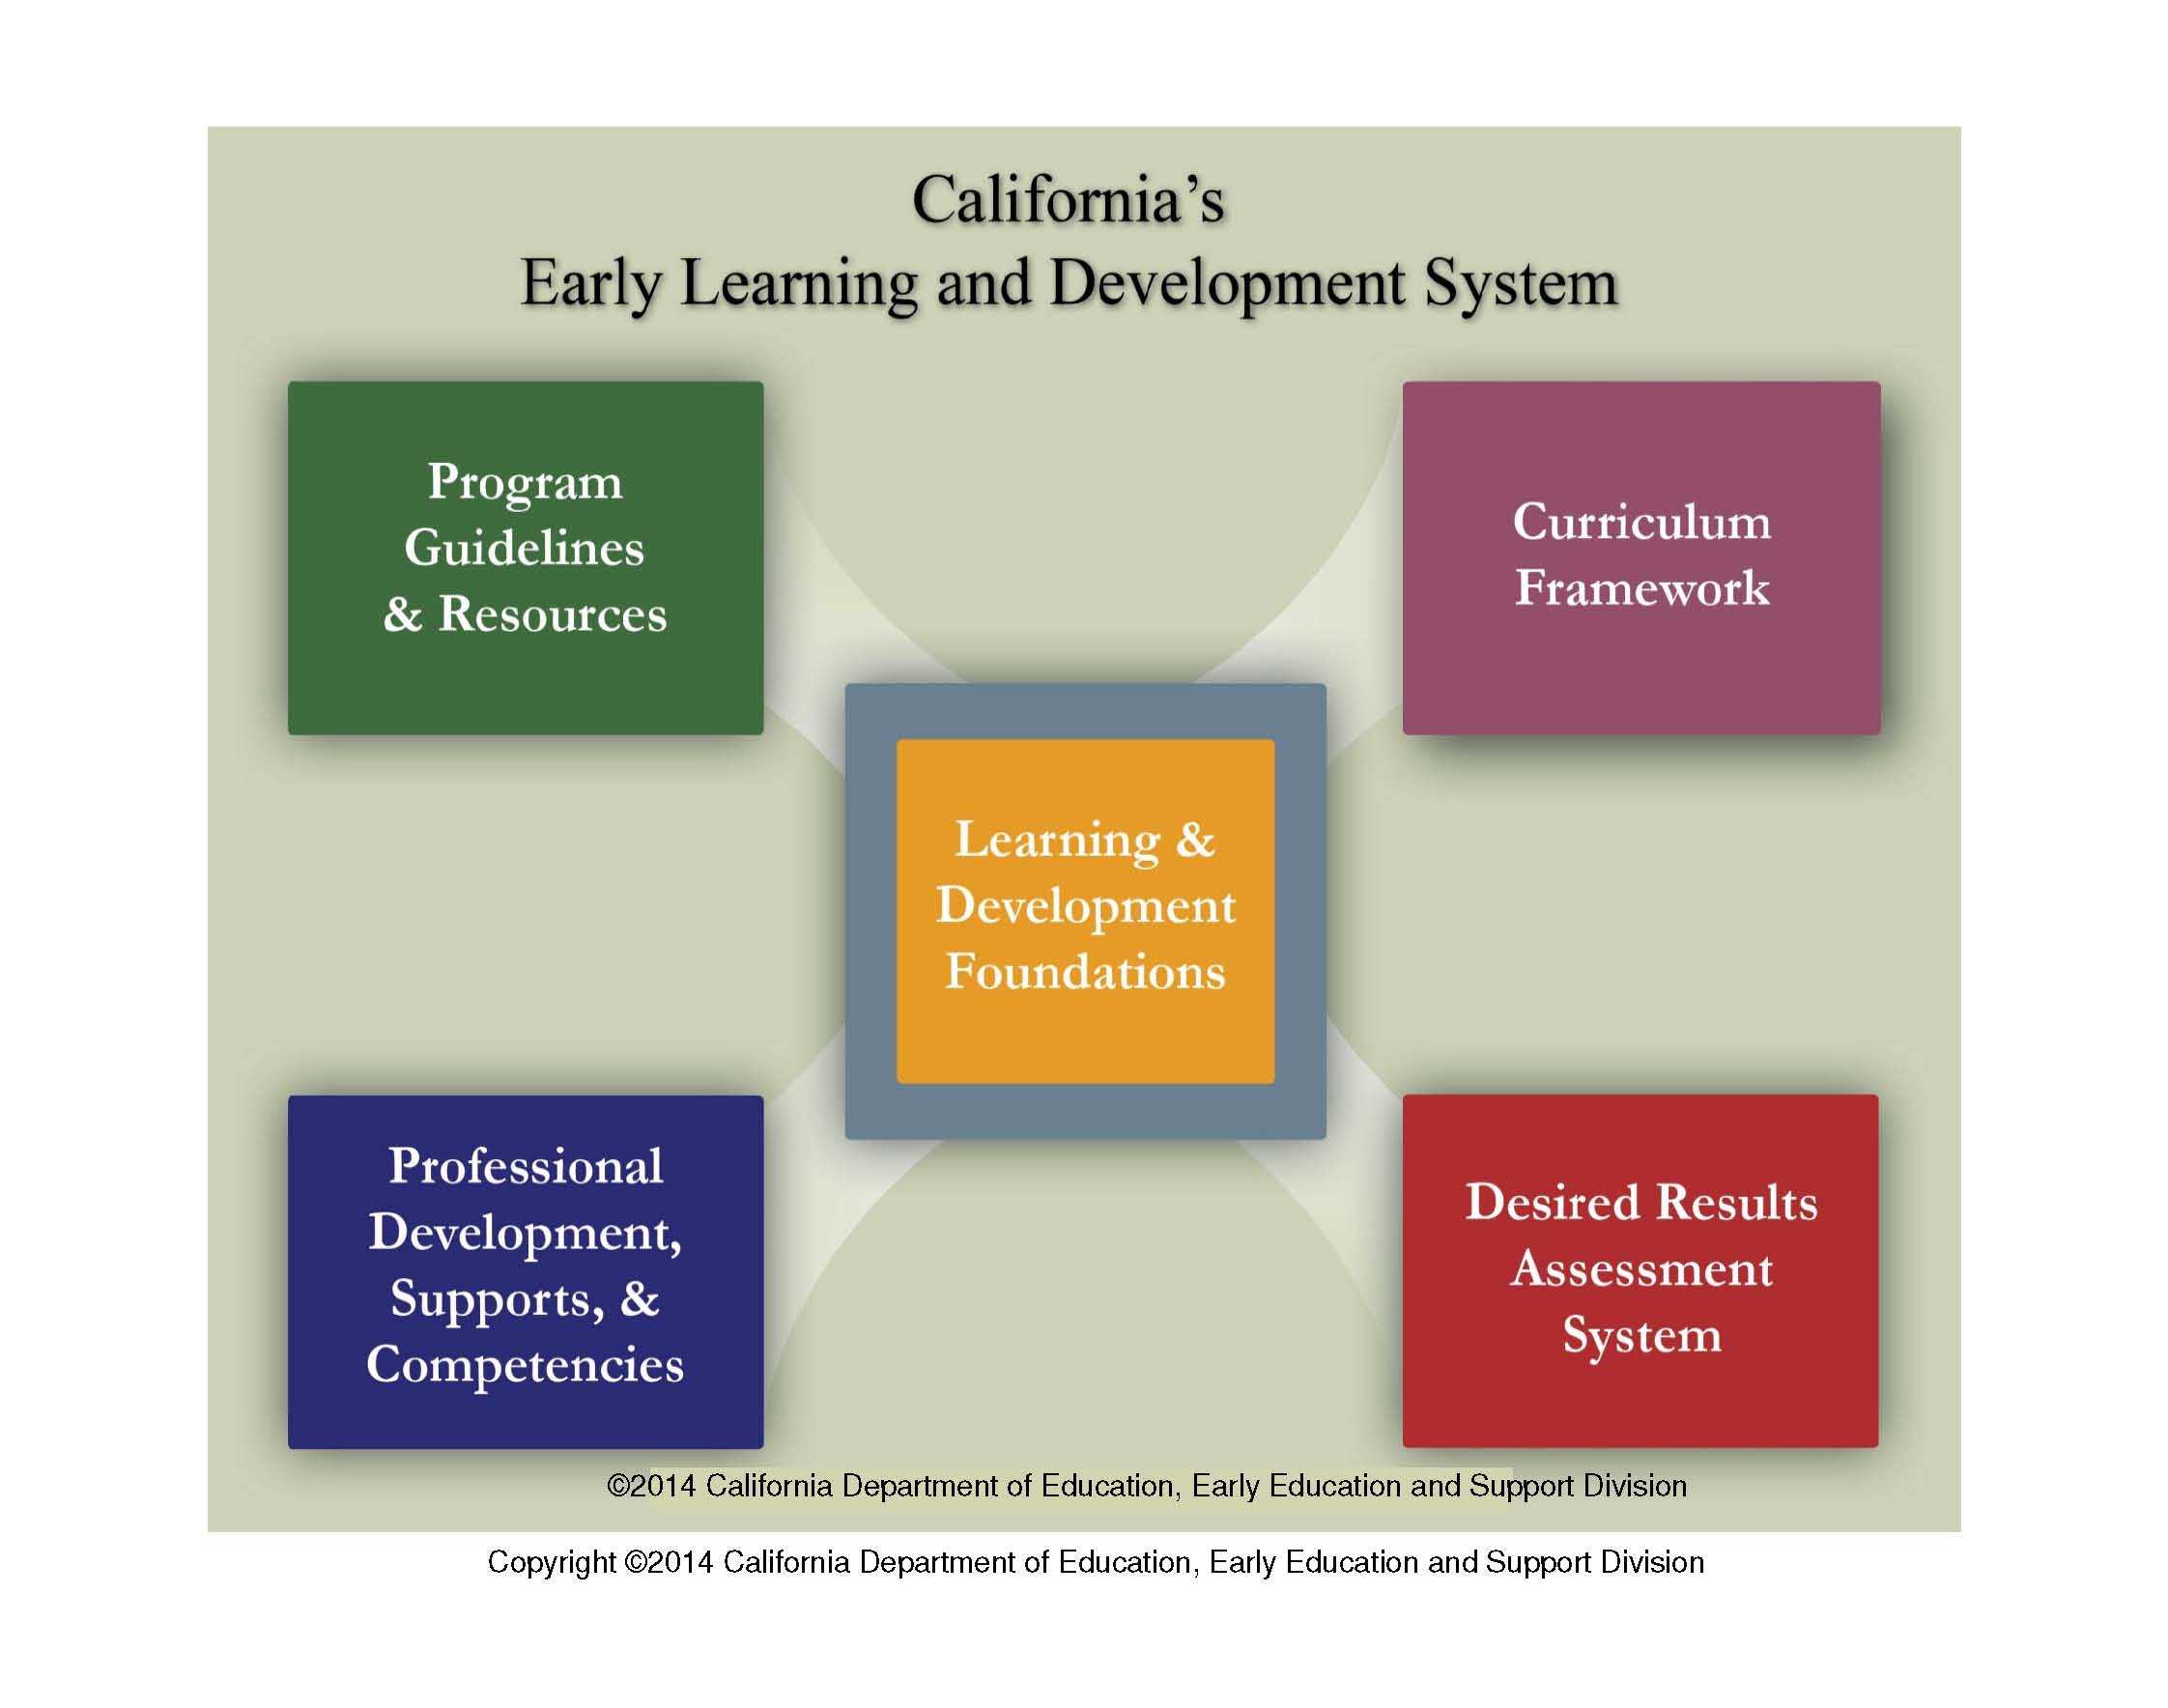 California’s
Early Learning and Development System
Program
Guidelines
& Resources
Curriculum
Framework
Learning &
Development
Foundations
Professional
Development,
Supports, &
Competencies
Desired Results
Assessment
System
©2014 California Department of Education, Early Education and Support Division
Copyright ©2014 California Department of Education, Early Education and Support Division